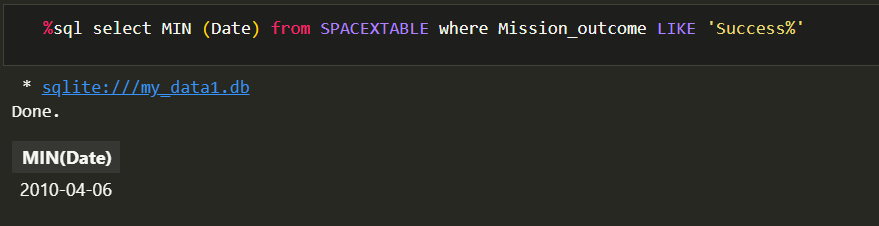 %sql select MIN (Date) from SPACEXTABLE where Mission_outcome LIKE 'Success%'
* sqlite:///my_data1.db
Done.
MIN(Date)
2010-04-06